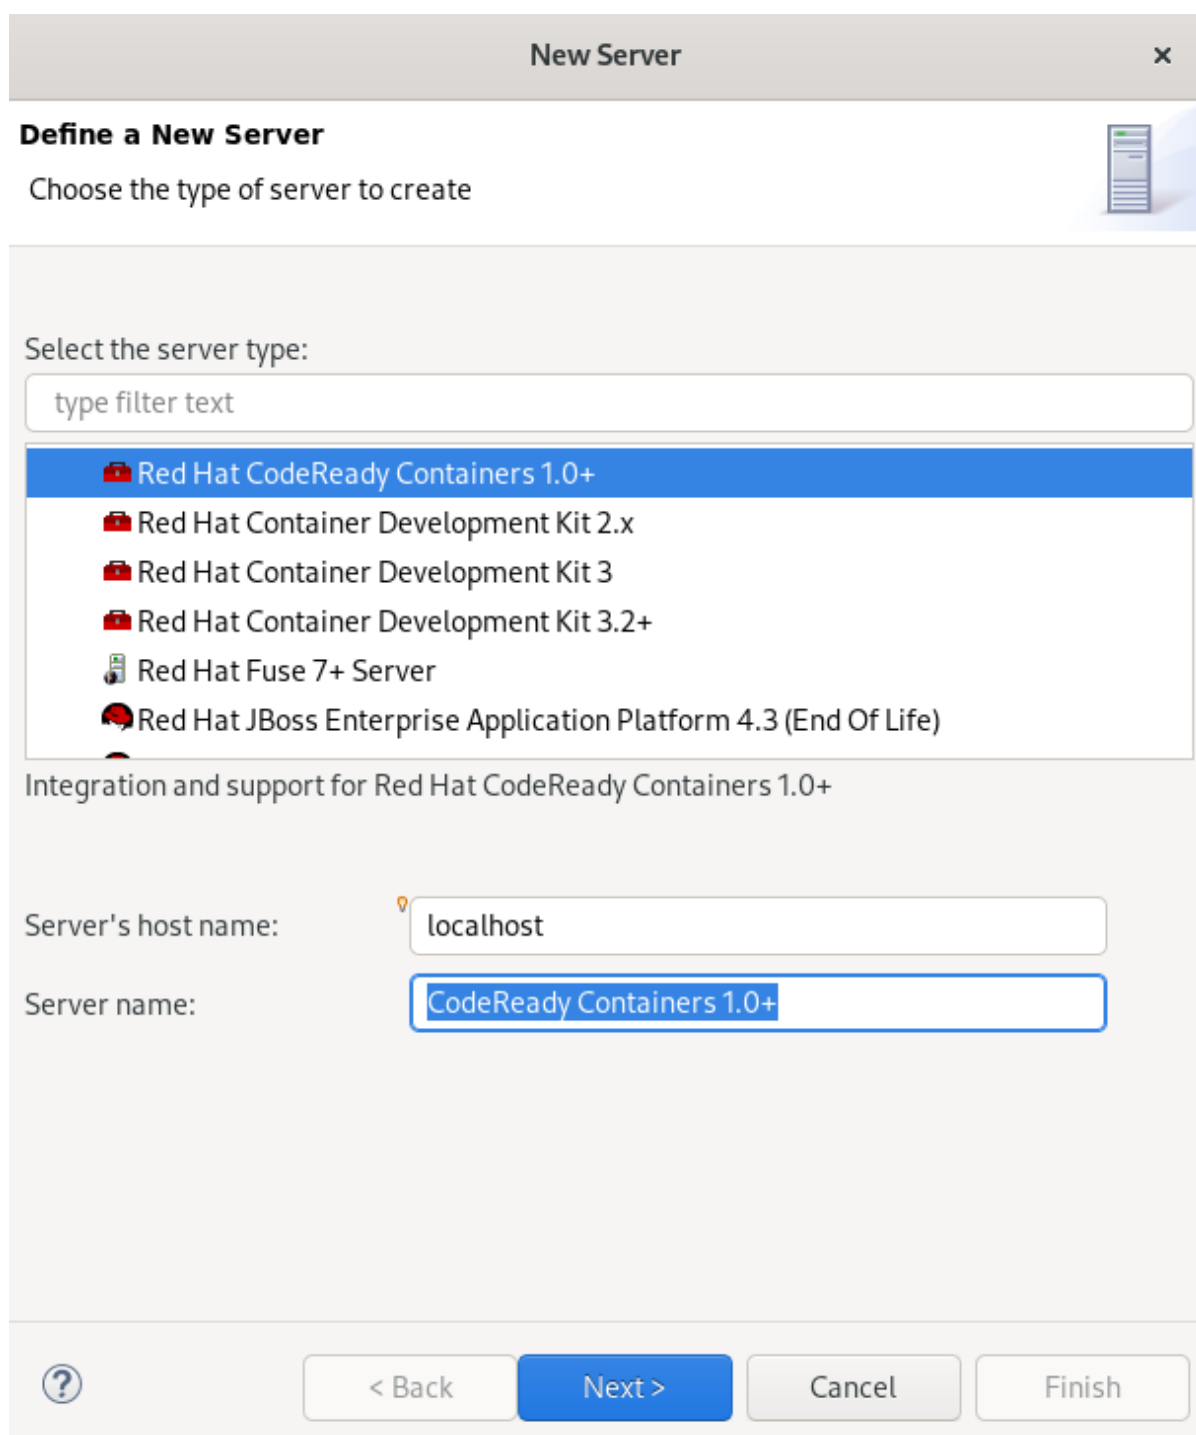 New Server
Define a New Server
Choose the type of server to create
Select the server type:
type filter text
Red Hat CodeReady Containers 1.0+
Red Hat Container Development Kit 2.x
Red Hat Container Development Kit 3
Red Hat Container Development Kit 3.2+
Red Hat Fuse 7+ Server
Red Hat JBoss Enterprise Application Platform 4.3 (End Of Life)
Integration and support for Red Hat CodeReady Containers 1.0+
Server's host name: localhost
Server name: CodeReady Containers 1.0+
? < Back Next > Cancel Finish